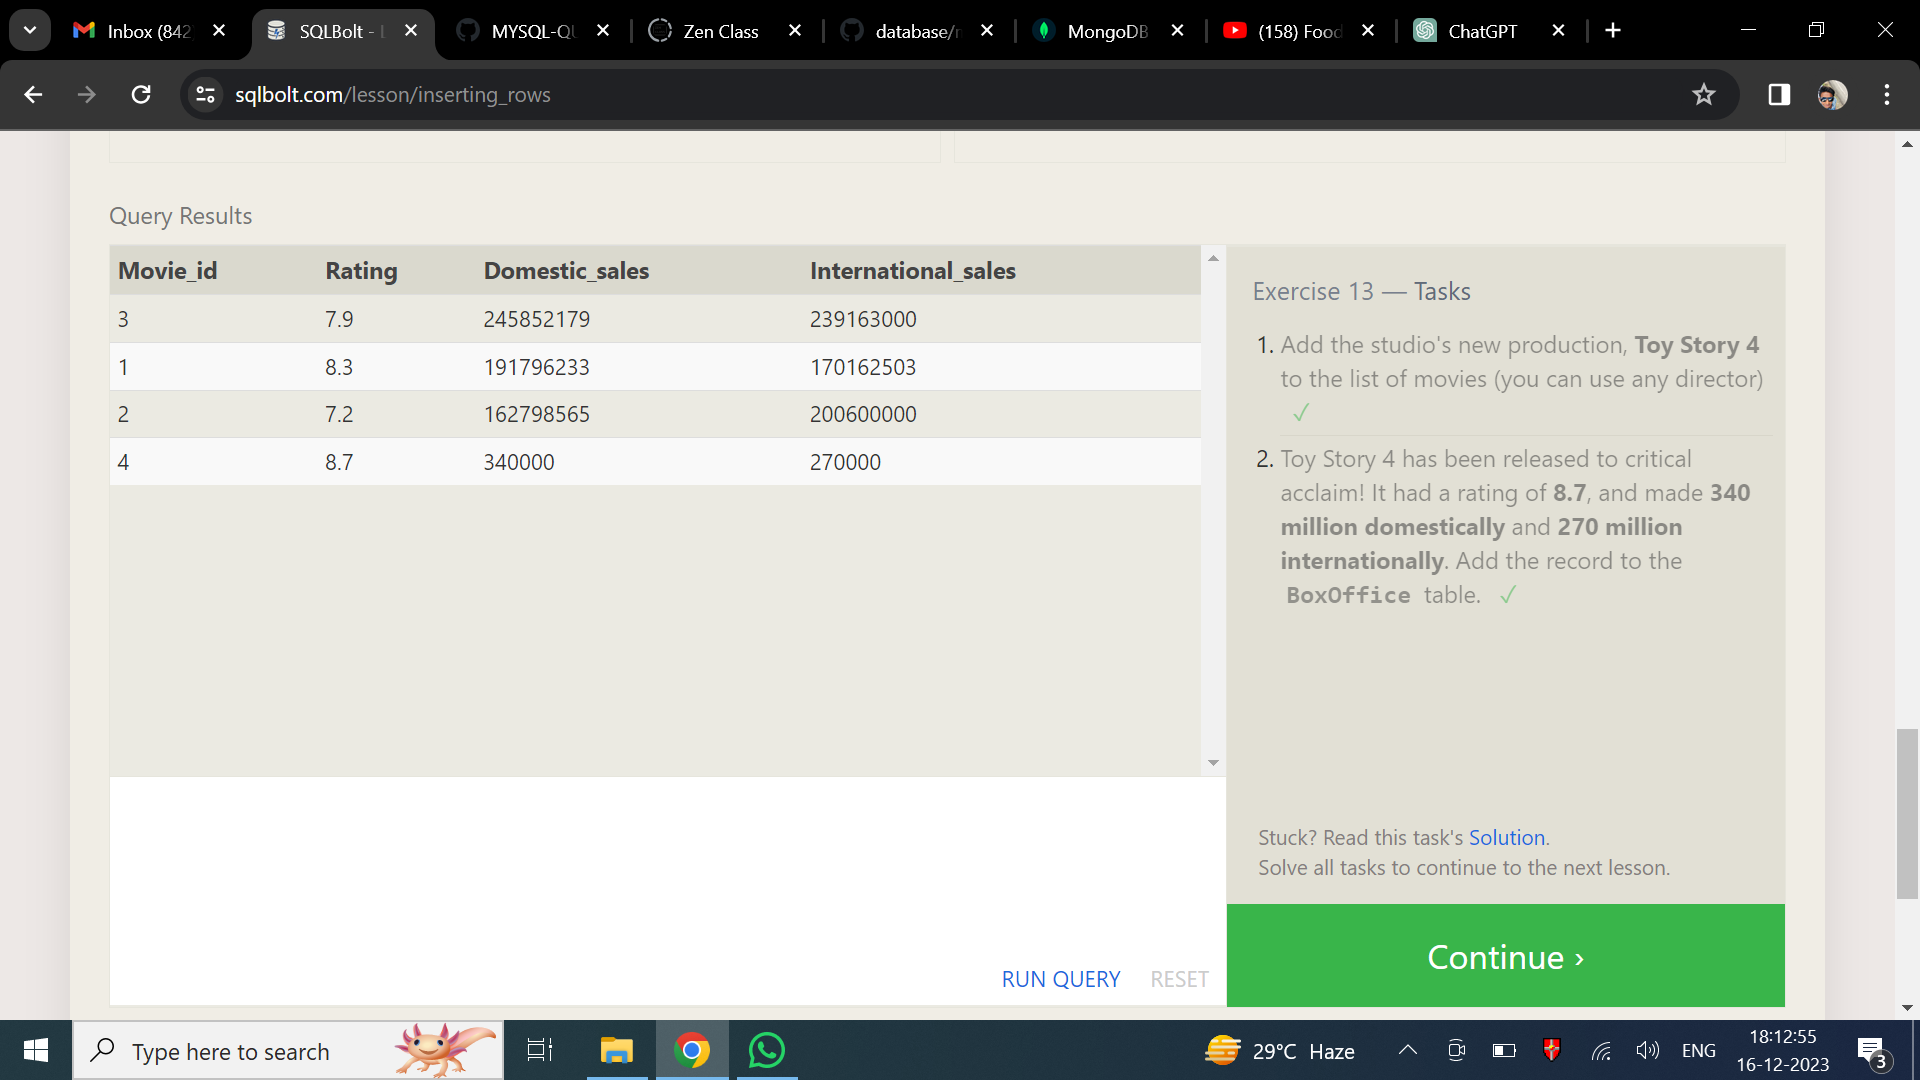 Inbox (842
SQLBolt - L
MYSQL-QU
Zen Class
database/n
MongoDB
(158) Food
ChatGPT
sqlbolt.com/lesson/inserting_rows
Query Results
Movie_id Rating Domestic_sales International_sales
3 7.9 245852179 239163000
1 8.3 191796233 170162503
2 7.2 162798565 200600000
4 8.7 340000 270000
Exercise 13 — Tasks
1. Add the studio's new production, Toy Story 4
to the list of movies (you can use any director)
✓
2. Toy Story 4 has been released to critical
acclaim! It had a rating of 8.7, and made 340
million domestically and 270 million
internationally. Add the record to the
BoxOffice table. ✓
Stuck? Read this task's Solution.
Solve all tasks to continue to the next lesson.
RUN QUERY RESET
Continue ›
Type here to search
29°C Haze
ENG
18:12:55
16-12-2023
3